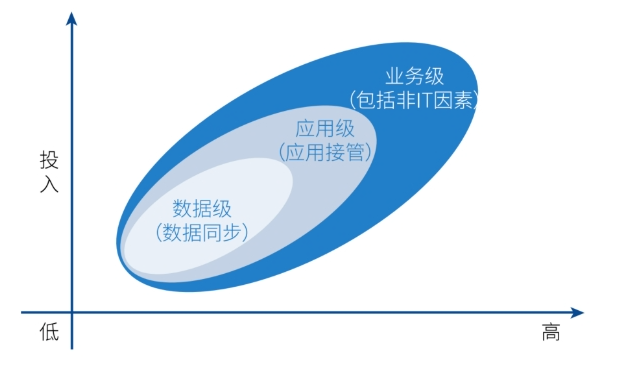 业务级
(包括非IT因素)
应用级
(应用接管)
投
入
数据级
(数据同步)
低
高